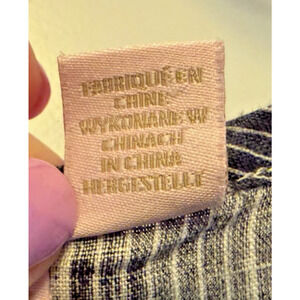 FABRIQUÉ EN
CHINE
WYKONANE W
CHINACH
IN CHINA
HERGESTELLT